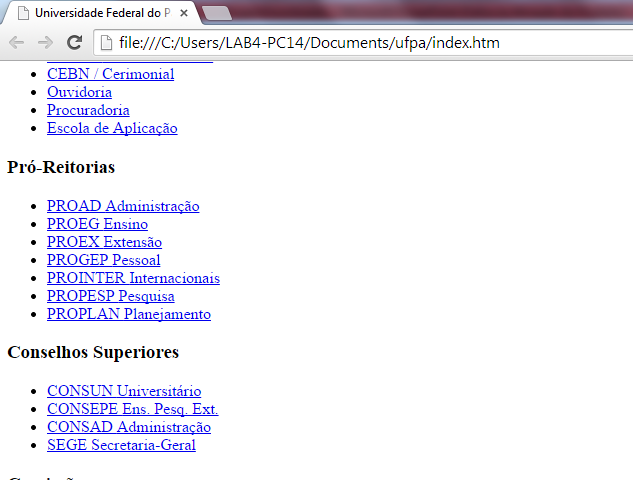 Universidade Federal do P
file:///C:/Users/LAB4-PC14/Documents/ufpa/index.htm
CEBN / Cerimonial
Ouvidoria
Procuradoria
Escola de Aplicação
Pró-Reitorias
PROAD Administração
PROEG Ensino
PROEX Extensão
PROGEP Pessoal
PROINTER Internacionais
PROPESP Pesquisa
PROPLAN Planejamento
Conselhos Superiores
CONSUN Universitário
CONSEPE Ens. Pesq. Ext.
CONSAD Administração
SEGE Secretaria-Geral